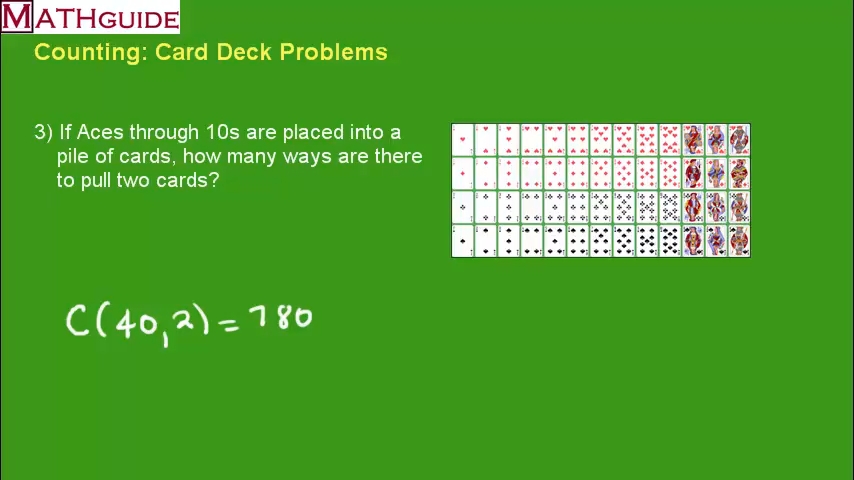 MATHGUIDE
Counting: Card Deck Problems
3) If Aces through 10s are placed into a
pile of cards, how many ways are there
to pull two cards?
C(40,2)=780